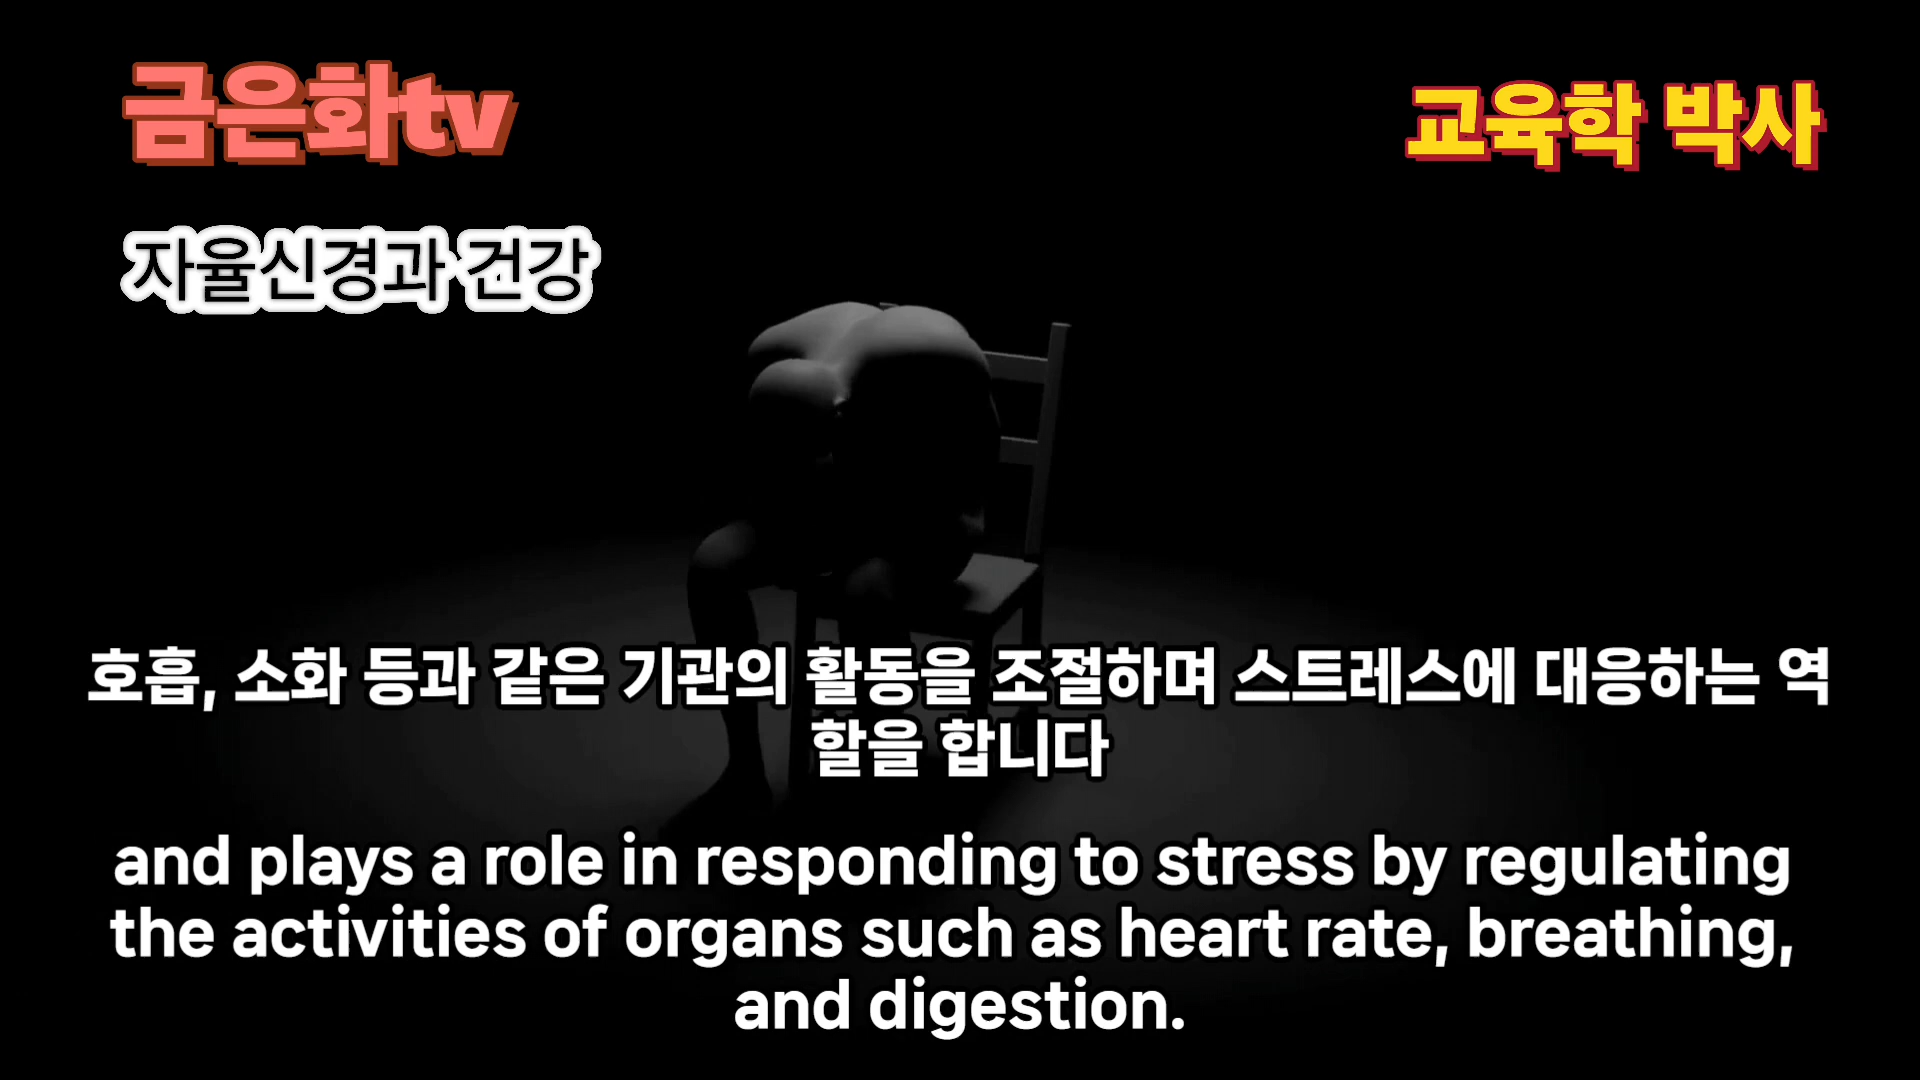 금은화tv
교육학 박사
자율신경과 건강
호흡, 소화 등과 같은 기관의 활동을 조절하며 스트레스에 대응하는 역
할을 합니다
and plays a role in responding to stress by regulating
the activities of organs such as heart rate, breathing,
and digestion.